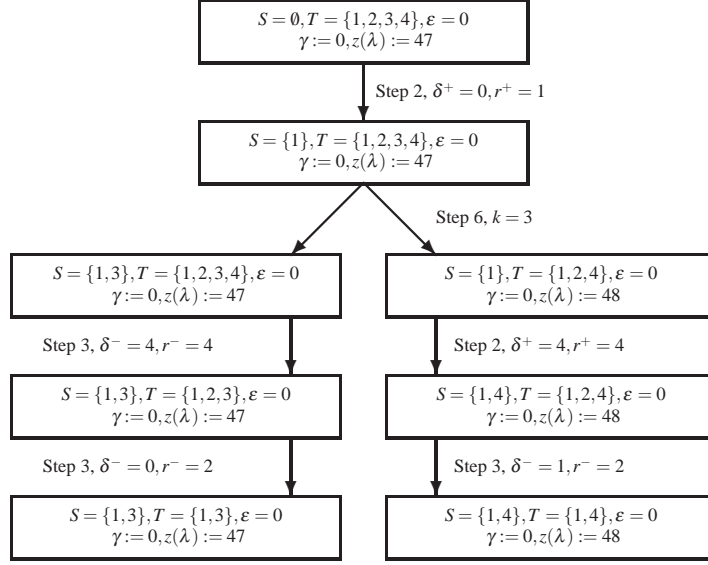 S = ∅, T = {1,2,3,4}, ε = 0
γ := 0, z(λ) := 47
Step 2, δ⁺ = 0, r⁺ = 1
S = {1}, T = {1,2,3,4}, ε = 0
γ := 0, z(λ) := 47
Step 6, k = 3
S = {1,3}, T = {1,2,3,4}, ε = 0
γ := 0, z(λ) := 47
S = {1}, T = {1,2,4}, ε = 0
γ := 0, z(λ) := 48
Step 3, δ⁻ = 4, r⁻ = 4
Step 2, δ⁺ = 4, r⁺ = 4
S = {1,3}, T = {1,2,3}, ε = 0
γ := 0, z(λ) := 47
S = {1,4}, T = {1,2,4}, ε = 0
γ := 0, z(λ) := 48
Step 3, δ⁻ = 0, r⁻ = 2
Step 3, δ⁻ = 1, r⁻ = 2
S = {1,3}, T = {1,3}, ε = 0
γ := 0, z(λ) := 47
S = {1,4}, T = {1,4}, ε = 0
γ := 0, z(λ) := 48